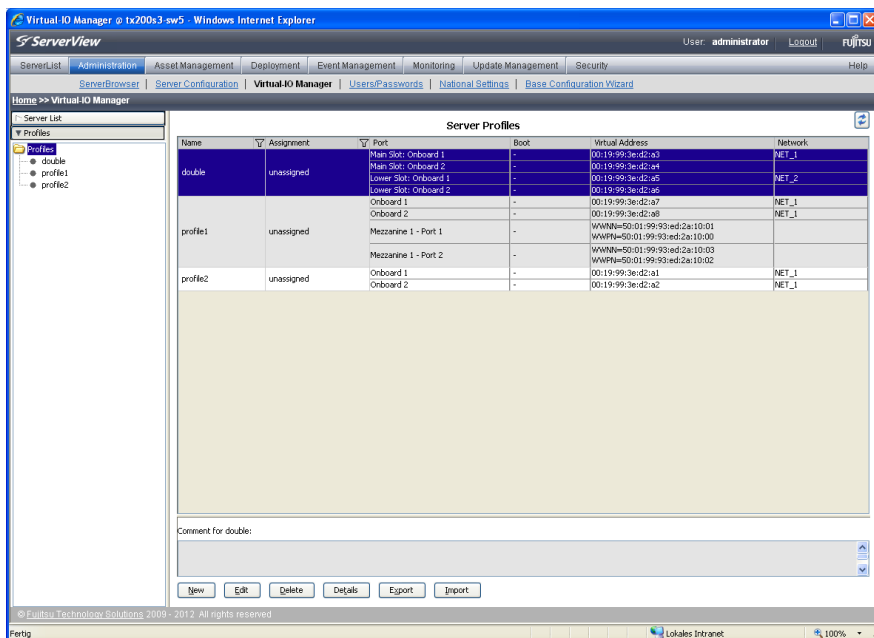 Virtual-IO Manager @ tx200s3-sw5 - Windows Internet Explorer
ServerView User: administrator Logout FUJITSU
ServerList Administration Asset Management Deployment Event Management Monitoring Update Management Security Help
ServerBrowser | Server Configuration | Virtual-IO Manager | Users/Passwords | National Settings | Base Configuration Wizard
Home >> Virtual-IO Manager
Server List
Profiles
Profiles
double
profile1
profile2
Server Profiles
Name Assignment Port Boot Virtual Address Network
double unassigned
Main Slot: Onboard 1 - 00:19:99:3e:d2:a3 NET_1
Main Slot: Onboard 2 - 00:19:99:3e:d2:a4
Lower Slot: Onboard 1 - 00:19:99:3e:d2:a5 NET_2
Lower Slot: Onboard 2 - 00:19:99:3e:d2:a6
profile1 unassigned
Onboard 1 - 00:19:99:3e:d2:a7 NET_1
Onboard 2 - 00:19:99:3e:d2:a8 NET_1
Mezzanine 1 - Port 1 - WWNN=50:01:99:93:ed:2a:10:01
WWPN=50:01:99:93:ed:2a:10:00
Mezzanine 1 - Port 2 - WWNN=50:01:99:93:ed:2a:10:03
WWPN=50:01:99:93:ed:2a:10:02
profile2 unassigned
Onboard 1 - 00:19:99:3e:d2:a1 NET_1
Onboard 2 - 00:19:99:3e:d2:a2 NET_1
Comment for double:
New Edit Delete Details Export Import
© Fujitsu Technology Solutions 2009 - 2012 All rights reserved
Fertig Lokales Intranet 100%